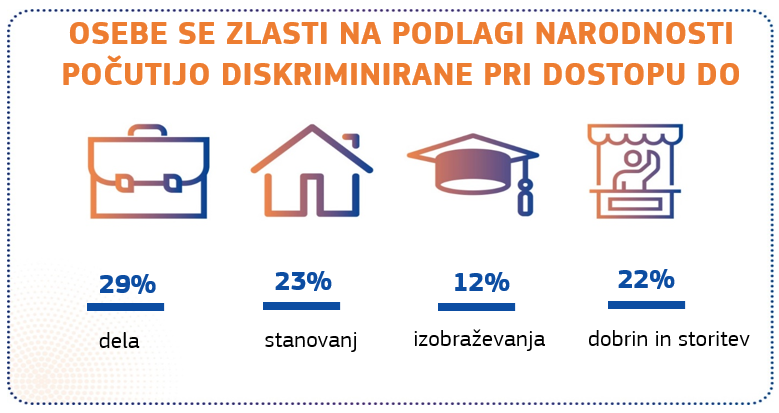 OSEBE SE ZLASTI NA PODLAGI NARODNOSTI
POČUTIJO DISKRIMINIRANE PRI DOSTOPU DO
29%
23%
12%
22%
dela
stanovanj
izobraževanja
dobrin in storitev